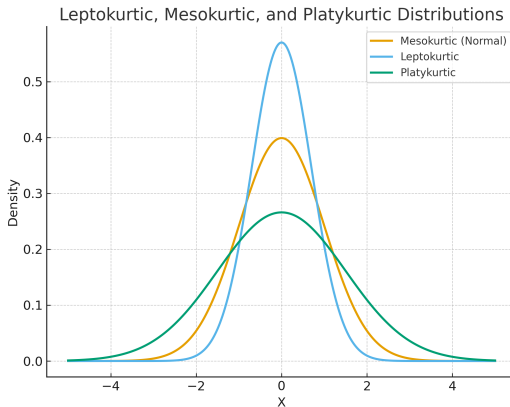 Leptokurtic, Mesokurtic, and Platykurtic Distributions
Mesokurtic (Normal)
Leptokurtic
Platykurtic
Density
0.5
0.4
0.3
0.2
0.1
0.0
−4 −2 0 2 4
X